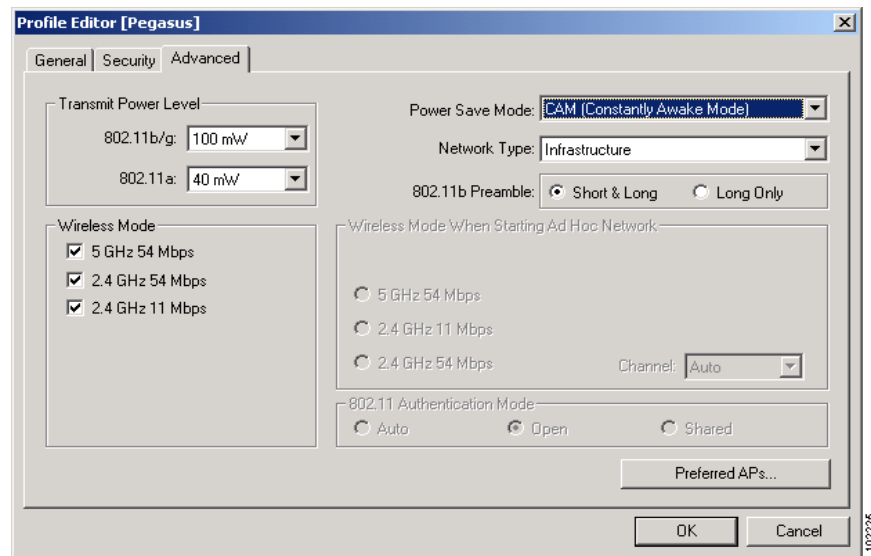 Profile Editor [Pegasus]
General
Security
Advanced
Transmit Power Level
802.11b/g: 100 mW
802.11a: 40 mW
Power Save Mode: CAM (Constantly Awake Mode)
Network Type: Infrastructure
802.11b Preamble: Short & Long Long Only
Wireless Mode
5 GHz 54 Mbps
2.4 GHz 54 Mbps
2.4 GHz 11 Mbps
Wireless Mode When Starting Ad Hoc Network
5 GHz 54 Mbps
2.4 GHz 11 Mbps
2.4 GHz 54 Mbps
Channel: Auto
802.11 Authentication Mode
Auto Open Shared
Preferred APs...
OK Cancel